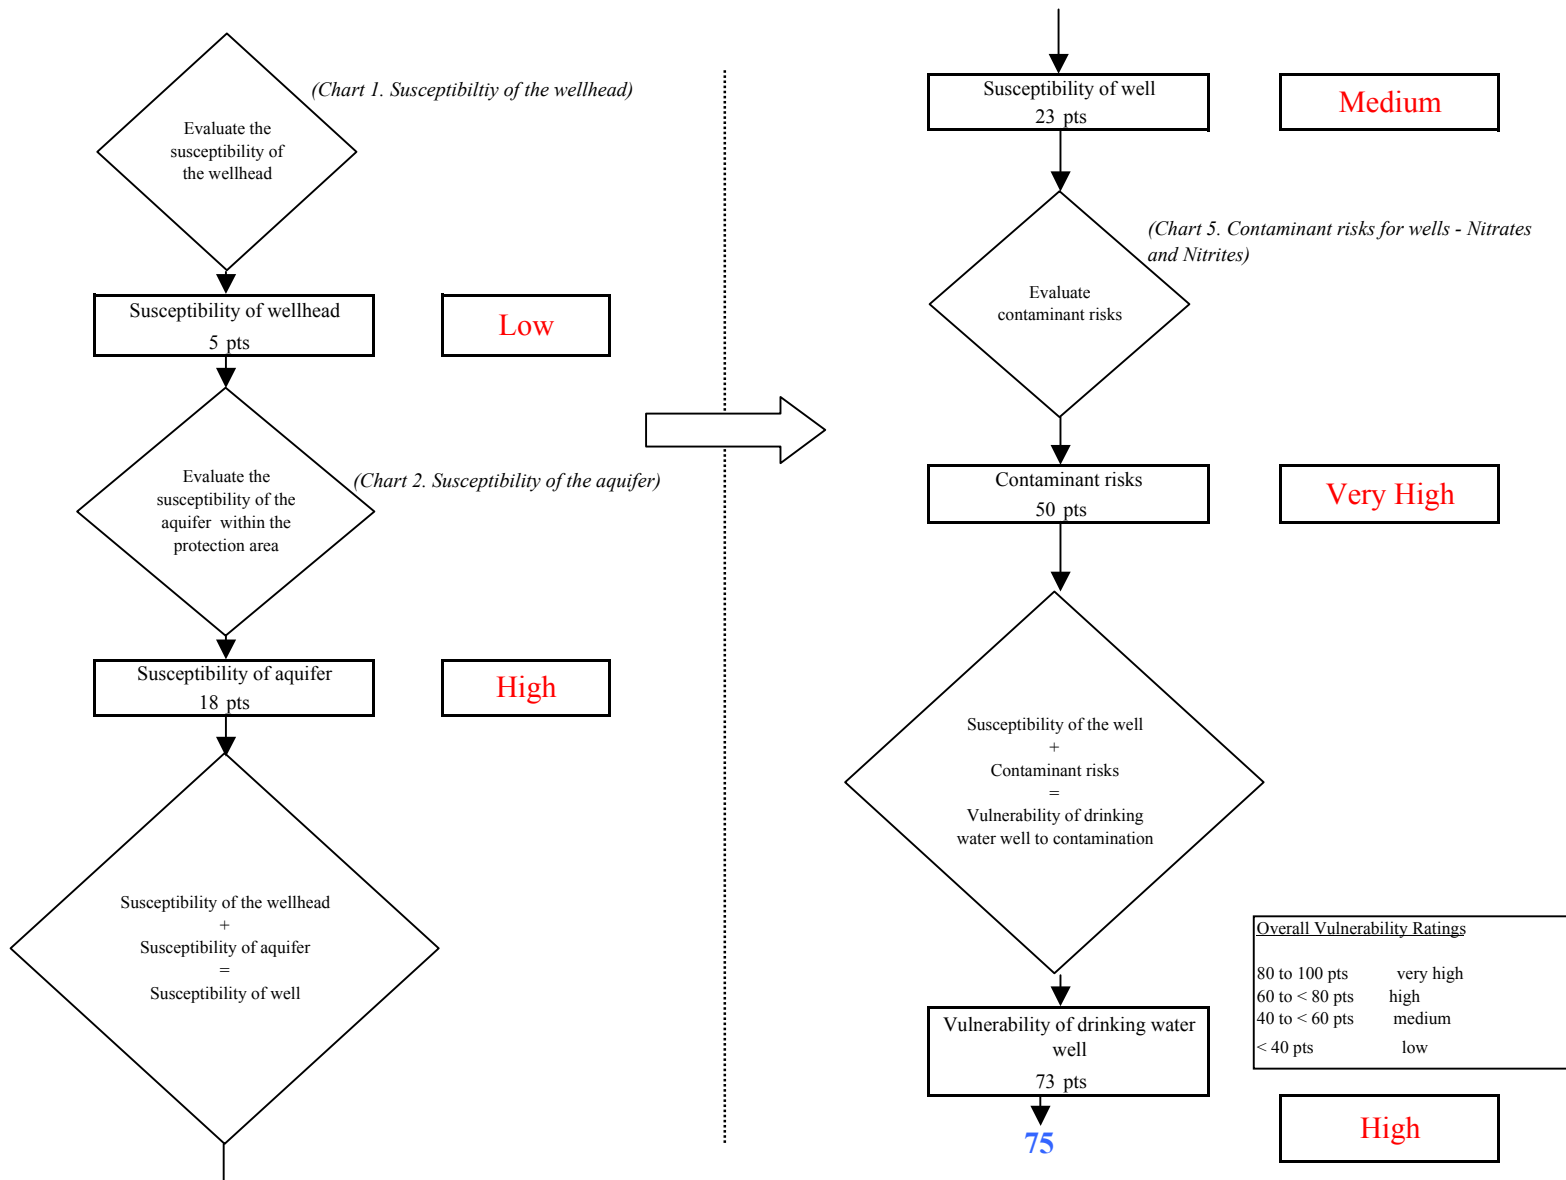 (Chart 1. Susceptibiltiy of the wellhead)
Evaluate the
susceptibility of
the wellhead
Susceptibility of wellhead
5 pts
Low
Evaluate the
susceptibility of the
aquifer within the
protection area
(Chart 2. Susceptibility of the aquifer)
Susceptibility of aquifer
18 pts
High
Susceptibility of the wellhead
+
Susceptibility of aquifer
=
Susceptibility of well
Susceptibility of well
23 pts
Medium
(Chart 5. Contaminant risks for wells - Nitrates
and Nitrites)
Evaluate
contaminant risks
Contaminant risks
50 pts
Very High
Susceptibility of the well
+
Contaminant risks
=
Vulnerability of drinking
water well to contamination
Overall Vulnerability Ratings
80 to 100 pts very high
60 to < 80 pts high
40 to < 60 pts medium
< 40 pts low
Vulnerability of drinking water
well
73 pts
75
High